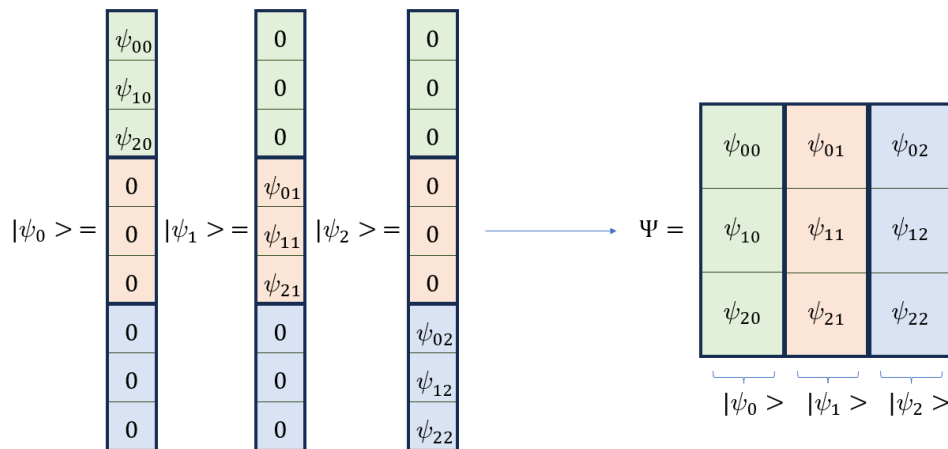 |ψ₀ > = ψ₀₀ ψ₁₀ ψ₂₀ 0 0 0 0 0 0
|ψ₁ > = 0 0 0 ψ₀₁ ψ₁₁ ψ₂₁ 0 0 0
|ψ₂ > = 0 0 0 0 0 0 ψ₀₂ ψ₁₂ ψ₂₂
Ψ =
ψ₀₀ ψ₀₁ ψ₀₂
ψ₁₀ ψ₁₁ ψ₁₂
ψ₂₀ ψ₂₁ ψ₂₂
|ψ₀ > |ψ₁ > |ψ₂ >